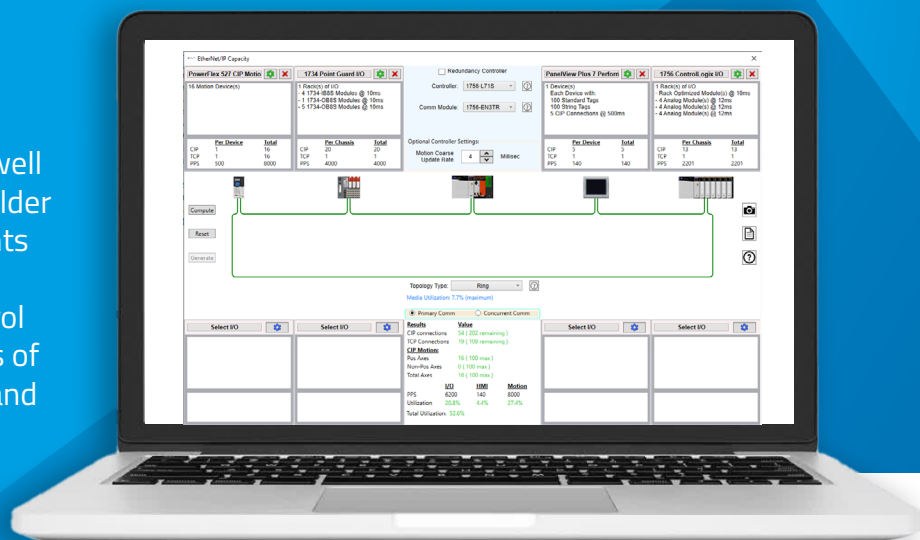 well
lder
ts
rol
s of
and
EtherNet/IP Capacity
PowerFlex 527 CIP Motio
16 Motion Device(s)
Per Device Total
CIP 1 16
TCP 1 16
PPS 500 8000
1734 Point Guard I/O
1 Rack(s) of I/O
- 4 1734-IB8S Modules @ 10ms
- 1 1734-OB8S Modules @ 10ms
- 5 1734-OB8S Modules @ 10ms
Per Chassis Total
CIP 20 20
TCP 1 1
PPS 4000 4000
Redundancy Controller
Controller: 1756-L71S
Comm Module: 1756-EN3TR
Optional Controller Settings:
Motion Coarse
Update Rate 4 Millisec
PanelView Plus 7 Perform
1 Device(s)
Each Device with:
100 Standard Tags
100 String Tags
5 CIP Connections @ 500ms
Per Device Total
CIP 5 5
TCP 1 1
PPS 140 140
1756 ControlLogix I/O
1 Rack(s) of I/O
- Rack Optimized Module(s) @ 10ms
- 4 Analog Module(s) @ 12ms
- 4 Analog Module(s) @ 12ms
- 4 Analog Module(s) @ 12ms
Per Chassis Total
CIP 13 13
TCP 1 1
PPS 2201 2201
Compute
Reset
Generate
Topology Type: Ring
Media Utilization: 7.7% (maximum)
Primary Comm Concurrent Comm
Select I/O
Select I/O
Results Value
CIP connections 54 ( 202 remaining )
TCP Connections 19 ( 109 remaining )
CIP Motion:
Pos Axes 16 ( 100 max )
Non-Pos Axes 0 ( 100 max )
Total Axes 16 ( 100 max )
I/O HMI Motion
PPS 6200 140 8000
Utilization 20.8% 4.4% 27.4%
Total Utilization: 52.6%
Select I/O
Select I/O